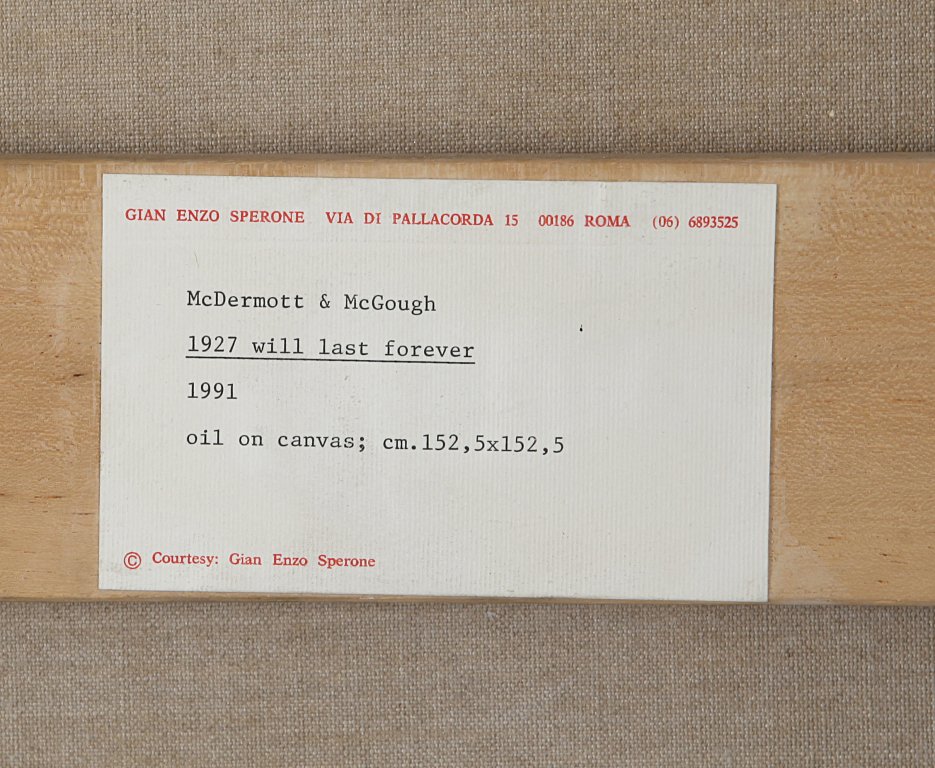 GIAN ENZO SPERONE VIA DI PALLACORDA 15 00186 ROMA (06) 6893525
McDermott & McGough
1927 will last forever
1991
oil on canvas; cm.152,5x152,5
© Courtesy: Gian Enzo Sperone